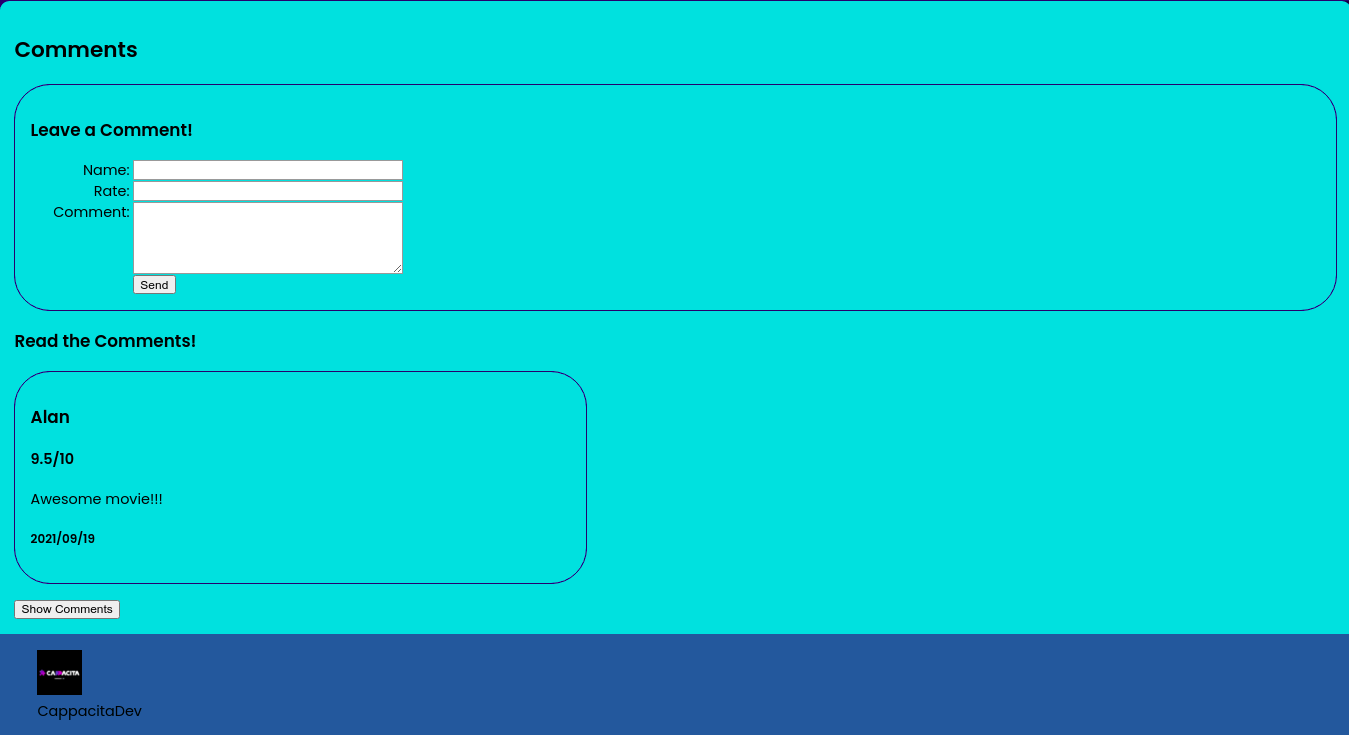 Comments
Leave a Comment!
Name:
Rate:
Comment:
Send
Read the Comments!
Alan
9.5/10
Awesome movie!!!
2021/09/19
Show Comments
CappacitaDev